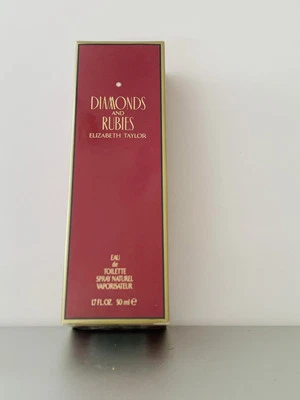 DIAMONDS
AND
RUBIES
ELIZABETH TAYLOR
EAU
de
TOILETTE
SPRAY NATUREL
VAPORISATEUR
1.7 FL.OZ. 50 ml ℮